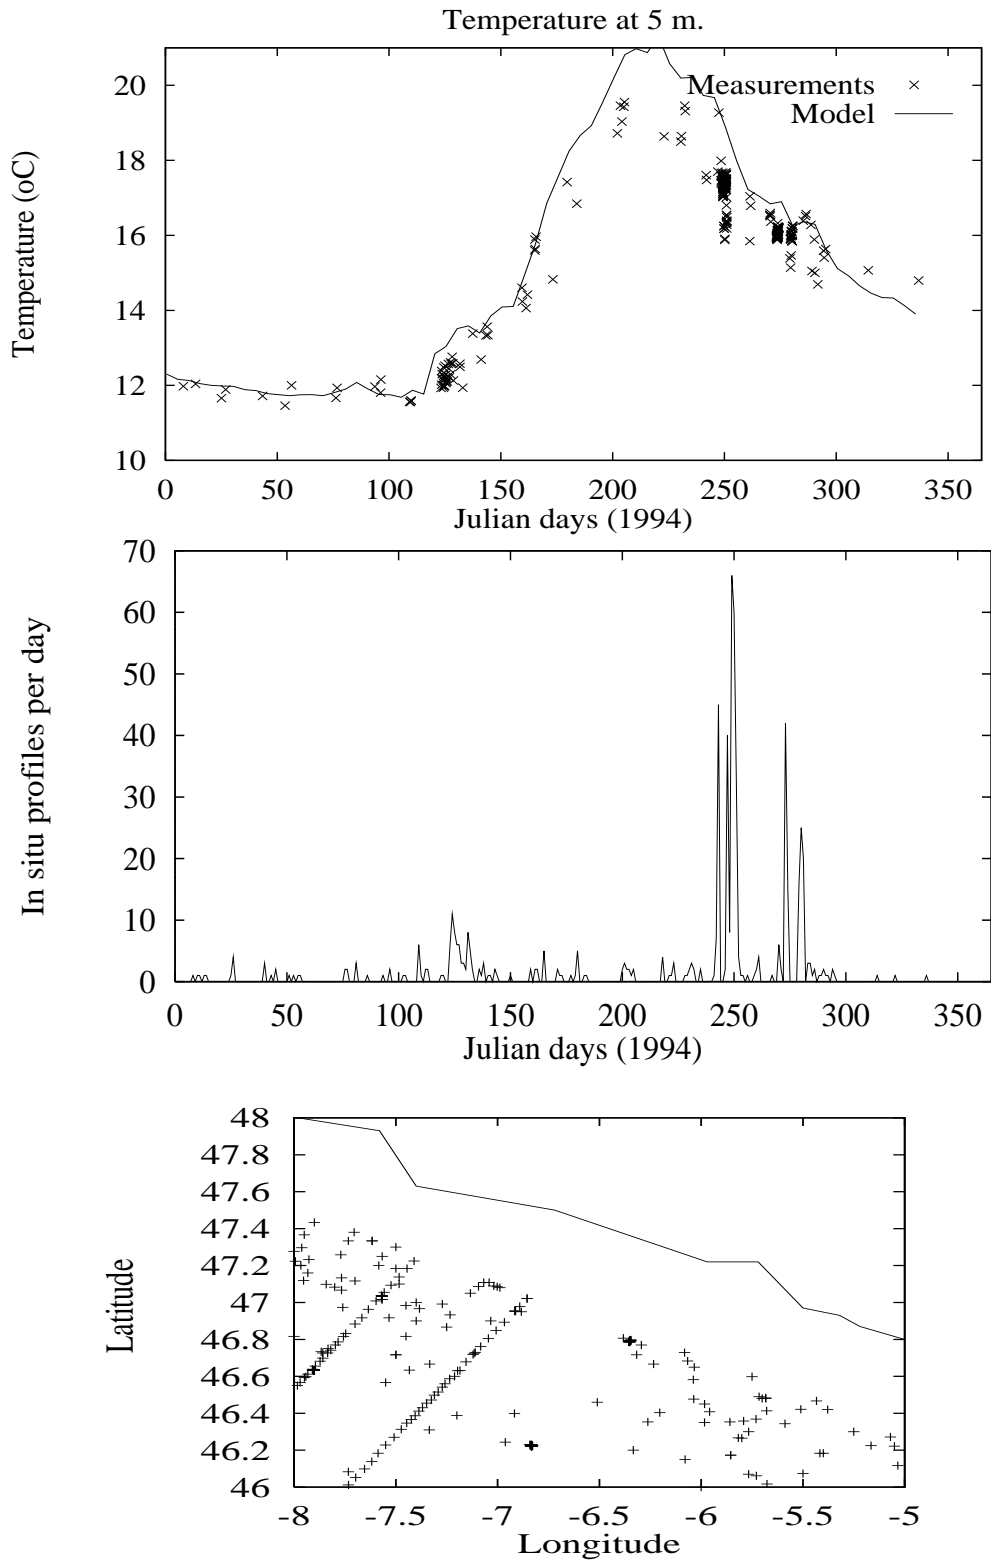 Temperature at 5 m.
Temperature (oC)
20
18
16
14
12
10
Measurements
Model
0 50 100 150 200 250 300 350
Julian days (1994)
In situ profiles per day
70
60
50
40
30
20
10
0
0 50 100 150 200 250 300 350
Julian days (1994)
Latitude
48
47.8
47.6
47.4
47.2
47
46.8
46.6
46.4
46.2
46
-8 -7.5 -7 -6.5 -6 -5.5 -5
Longitude